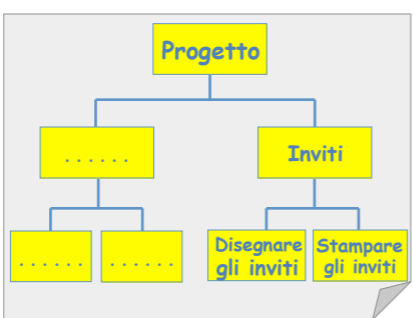 Progetto
. . . . . .
Inviti
. . . . . .
. . . . . .
Disegnare
gli inviti
Stampare
gli inviti